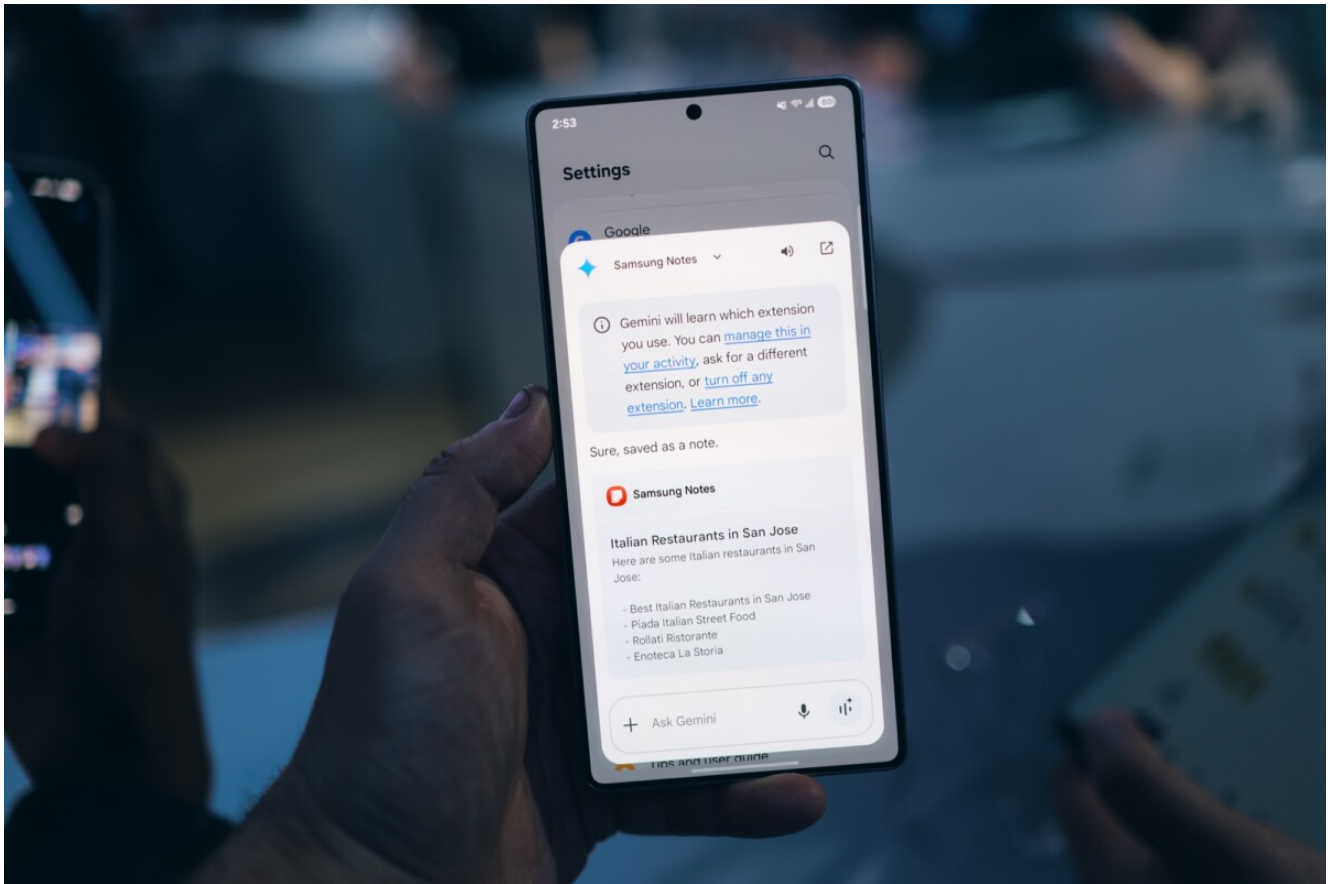 2:53
80
Settings
Google
Samsung Notes
Gemini will learn which extension
you use. You can manage this in
your activity, ask for a different
extension, or turn off any
extension. Learn more.
Sure, saved as a note.
Samsung Notes
Italian Restaurants in San Jose
Here are some Italian restaurants in San
Jose:
- Best Italian Restaurants in San Jose
- Piada Italian Street Food
- Rollati Ristorante
- Enoteca La Storia
Ask Gemini
Tips and user guide